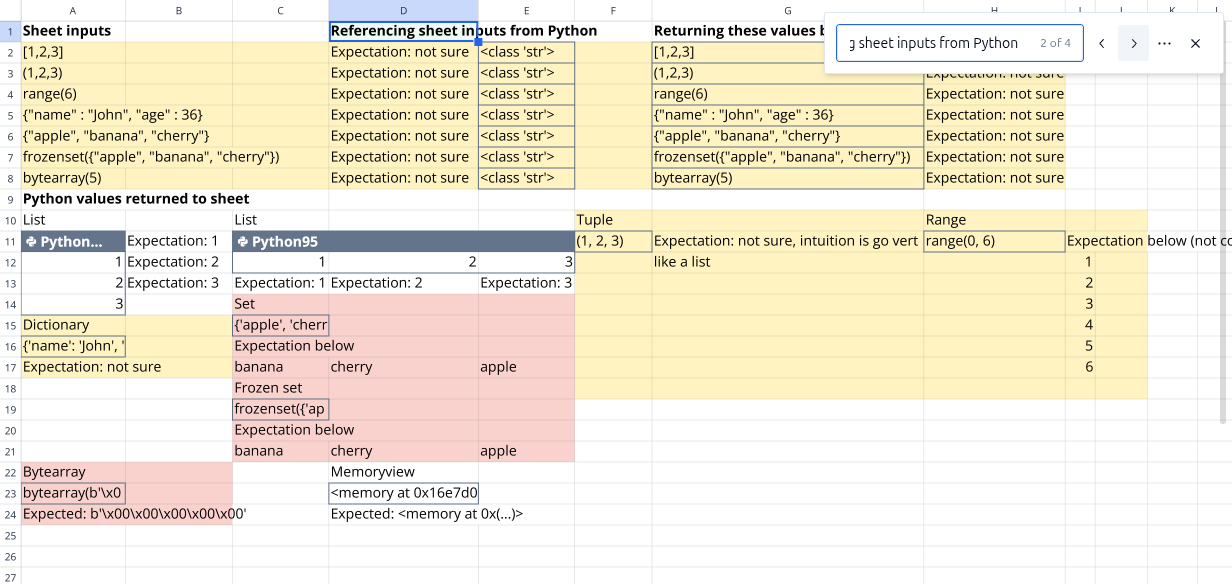 A B C D E F G H
1 Sheet inputs Referencing sheet inputs from Python Returning these values b
g sheet inputs from Python 2 of 4
2 [1,2,3] Expectation: not sure <class 'str'> [1,2,3]
3 (1,2,3) Expectation: not sure <class 'str'> (1,2,3) Expectation: not sure
4 range(6) Expectation: not sure <class 'str'> range(6) Expectation: not sure
5 {"name" : "John", "age" : 36} Expectation: not sure <class 'str'> {"name" : "John", "age" : 36} Expectation: not sure
6 {"apple", "banana", "cherry"} Expectation: not sure <class 'str'> {"apple", "banana", "cherry"} Expectation: not sure
7 frozenset({"apple", "banana", "cherry"}) Expectation: not sure <class 'str'> frozenset({"apple", "banana", "cherry"}) Expectation: not sure
8 bytearray(5) Expectation: not sure <class 'str'> bytearray(5) Expectation: not sure
9 Python values returned to sheet
10 List List Tuple Range
11 Python... Expectation: 1 Python95 (1, 2, 3) Expectation: not sure, intuition is go vert range(0, 6) Expectation below (not co
12 1 Expectation: 2 1 2 3 like a list 1
13 2 Expectation: 3 Expectation: 1 Expectation: 2 Expectation: 3 2
14 3 Set 3
15 Dictionary {'apple', 'cherr 4
16 {'name': 'John', ' Expectation below 5
17 Expectation: not sure banana cherry apple 6
18 Frozen set
19 frozenset({'ap
20 Expectation below
21 banana cherry apple
22 Bytearray Memoryview
23 bytearray(b'\x0 <memory at 0x16e7d0
24 Expected: b'\x00\x00\x00\x00\x00' Expected: <memory at 0x(...)>
25
26
27